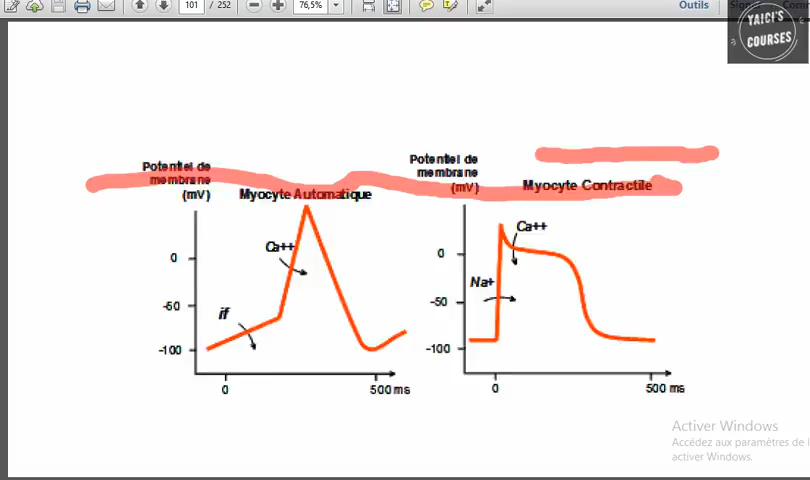 101 / 252
76,5%
Outils
YAICI'S
COURSES
Potentiel de
membrane
(mV)
Myocyte Automatique
0
-50
-100
Ca++
if
0
500 ms
Potentiel de
membrane
(mV)
Myocyte Contractile
0
-50
-100
Ca++
Na+
0
500 ms
Activer Windows
Accédez aux paramètres de
activer Windows.